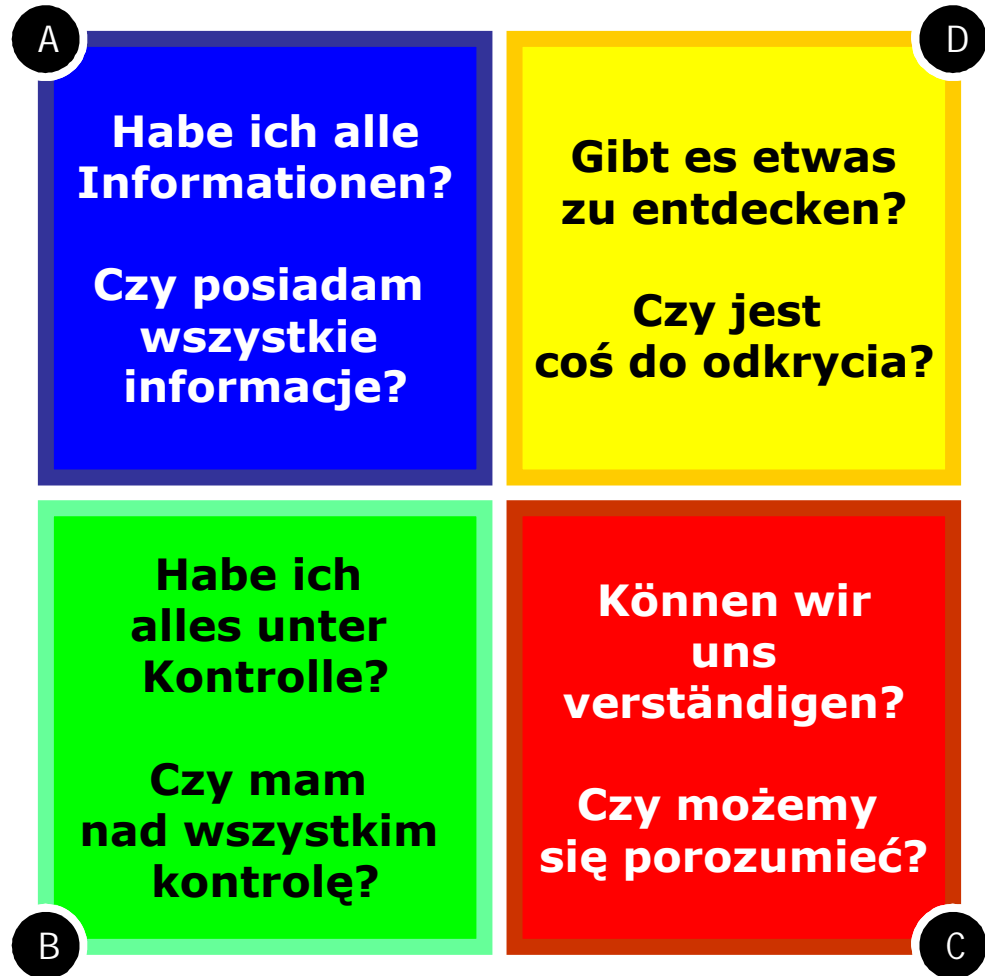 A
Habe ich alle
Informationen?
Czy posiadam
wszystkie
informacje?
D
Gibt es etwas
zu entdecken?
Czy jest
coś do odkrycia?
Habe ich
alles unter
Kontrolle?
Czy mam
nad wszystkim
kontrolę?
B
Können wir
uns
verständigen?
Czy możemy
się porozumieć?
C